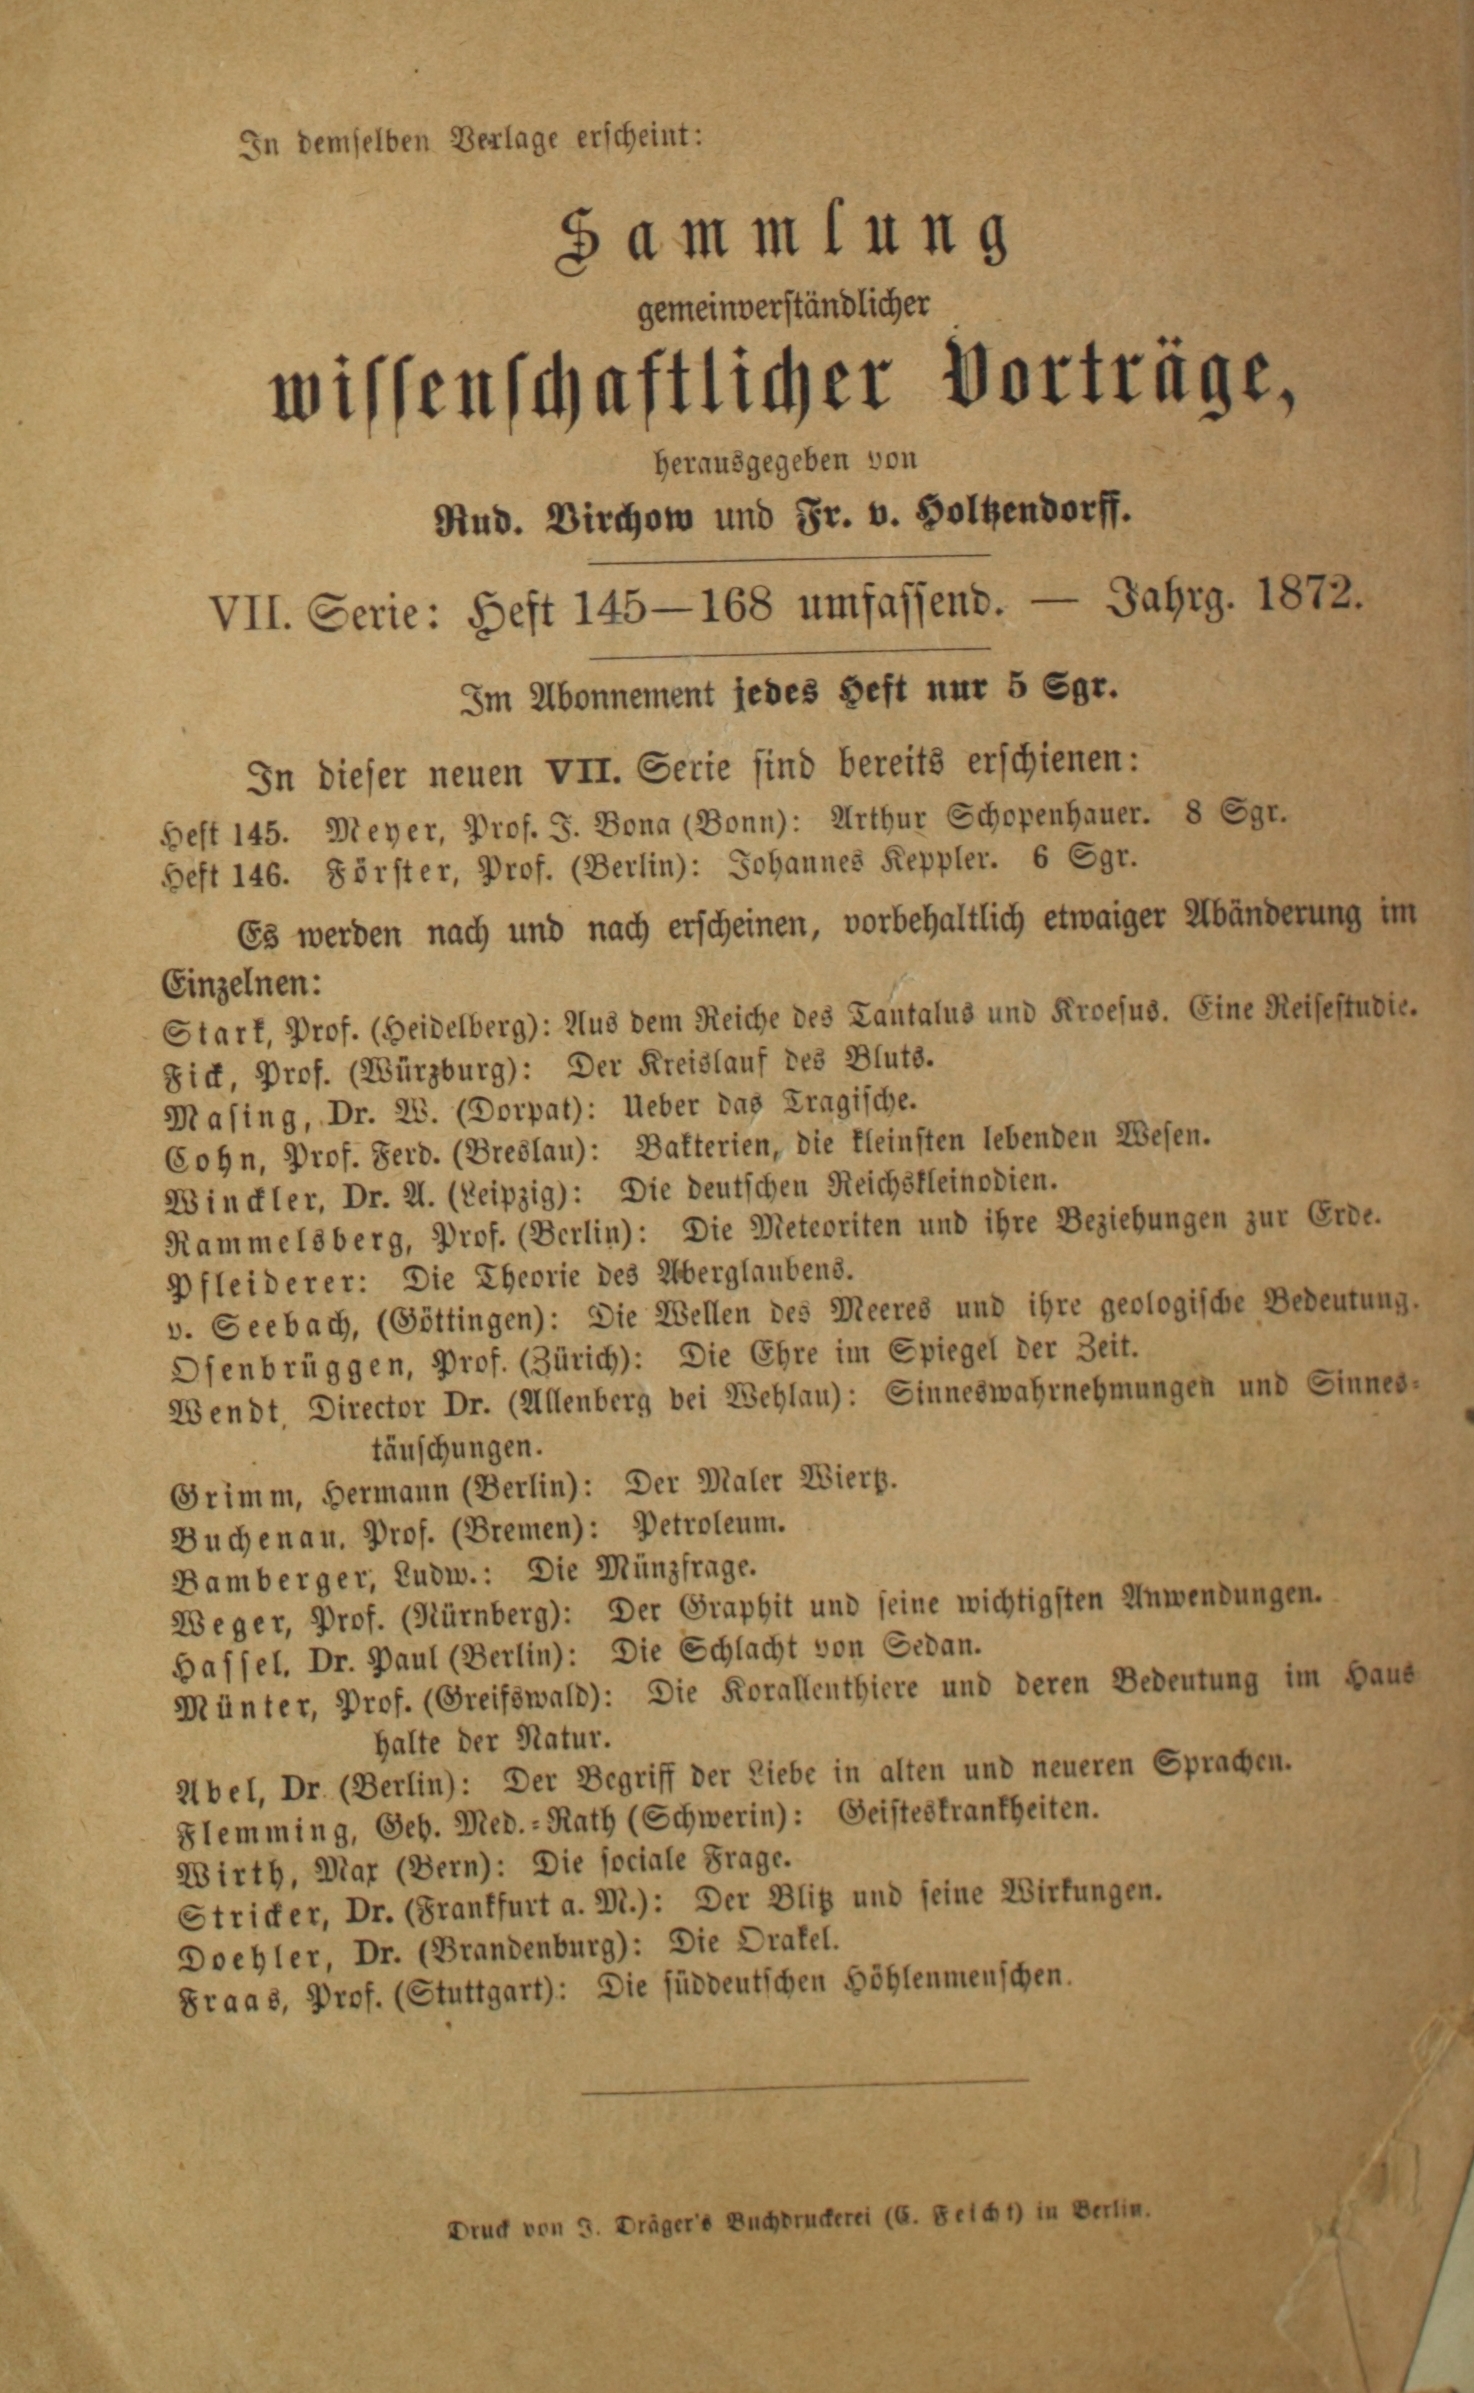 In demselben Verlage erscheint:
Sammlung
gemeinverständlicher
wissenschaftlicher Vorträge,
herausgegeben von
Rud. Virchow und Fr. v. Holtzendorff.
VII. Serie: Heft 145—168 umfassend. — Jahrg. 1872.
Im Abonnement jedes Heft nur 5 Sgr.
In dieser neuen VII. Serie sind bereits erschienen:
Heft 145. Meyer, Prof. J. Bona (Bonn): Arthur Schopenhauer. 8 Sgr.
Heft 146. Förster, Prof. (Berlin): Johannes Keppler. 6 Sgr.
Es werden nach und nach erscheinen, vorbehaltlich etwaiger Abänderung im
Einzelnen:
Stark, Prof. (Heidelberg): Aus dem Reiche des Tantalus und Kroesus. Eine Reisestudie.
Fick, Prof. (Würzburg): Der Kreislauf des Bluts.
Masing, Dr. W. (Dorpat): Ueber das Tragische.
Cohn, Prof. Ferd. (Breslau): Bakterien, die kleinsten lebenden Wesen.
Winckler, Dr. A. (Leipzig): Die deutschen Reichskleinodien.
Rammelsberg, Prof. (Berlin): Die Meteoriten und ihre Beziehungen zur Erde.
Pfleiderer: Die Theorie des Aberglaubens.
v. Seebach, (Göttingen): Die Wellen des Meeres und ihre geologische Bedeutung.
Osenbrüggen, Prof. (Zürich): Die Ehre im Spiegel der Zeit.
Wendt, Director Dr. (Allenberg bei Wehlau): Sinneswahrnehmungen und Sinnes-
täuschungen.
Grimm, Hermann (Berlin): Der Maler Wiertz.
Buchenau, Prof. (Bremen): Petroleum.
Bamberger, Ludw.: Die Münzfrage.
Weger, Prof. (Nürnberg): Der Graphit und seine wichtigsten Anwendungen.
Hassel, Dr. Paul (Berlin): Die Schlacht von Sedan.
Münter, Prof. (Greifswald): Die Korallenthiere und deren Bedeutung im Haus
halte der Natur.
Abel, Dr. (Berlin): Der Begriff der Liebe in alten und neueren Sprachen.
Flemming, Geh. Med.-Rath (Schwerin): Geisteskrankheiten.
Wirth, Max (Bern): Die sociale Frage.
Stricker, Dr. (Frankfurt a. M.): Der Blitz und seine Wirkungen.
Doehler, Dr. (Brandenburg): Die Orakel.
Fraas, Prof. (Stuttgart): Die süddeutschen Höhlenmenschen.
Druck von J. Dräger's Buchdruckerei (C. Feicht) in Berlin.